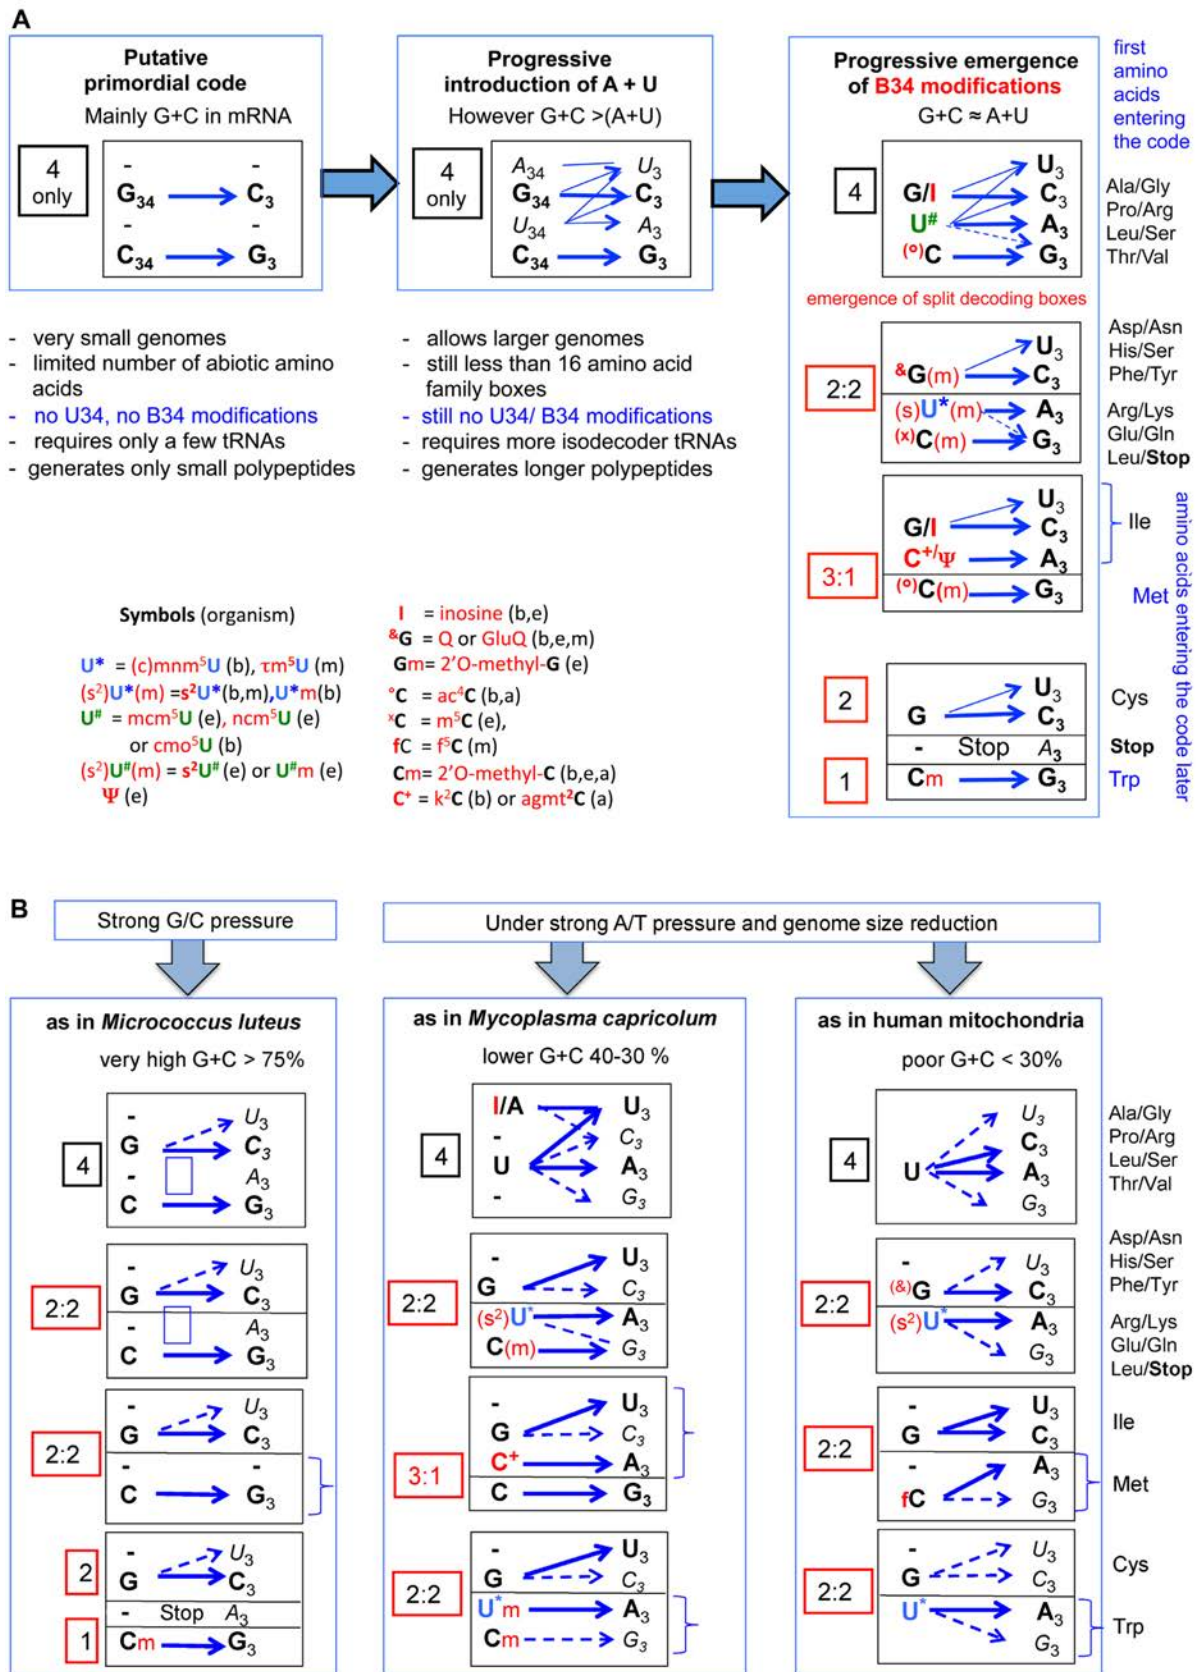 A
Putative
primordial code
Mainly G+C in mRNA
4
only
- -
G34 C3
- -
C34 G3
- very small genomes
- limited number of abiotic amino
acids
- no U34, no B34 modifications
- requires only a few tRNAs
- generates only small polypeptides
Progressive
introduction of A + U
However G+C >(A+U)
4
only
A34 U3
G34 C3
U34 A3
C34 G3
- allows larger genomes
- still less than 16 amino acid
family boxes
- still no U34/ B34 modifications
- requires more isodecoder tRNAs
- generates longer polypeptides
Progressive emergence
of B34 modifications
G+C ≈ A+U
4
U3
G/I C3
U# A3
(°)C G3
first
amino
acids
entering
the code
Ala/Gly
Pro/Arg
Leu/Ser
Thr/Val
emergence of split decoding boxes
2:2
U3
&G(m) C3
(s)U*(m) A3
(x)C(m) G3
Asp/Asn
His/Ser
Phe/Tyr
Arg/Lys
Glu/Gln
Leu/Stop
3:1
U3
G/I C3
C+/Ψ A3
(°)C(m) G3
Ile
Met
amino acids entering the code later
2
1
U3
G C3
- Stop A3
Cm G3
Cys
Stop
Trp
Symbols (organism)
U* = (c)mnm5U (b), τm5U (m)
(s2)U*(m) =s2U*(b,m),U*m(b)
U# = mcm5U (e), ncm5U (e)
or cmo5U (b)
(s2)U#(m) = s2U# (e) or U#m (e)
Ψ (e)
I = inosine (b,e)
&G = Q or GluQ (b,e,m)
Gm= 2'O-methyl-G (e)
°C = ac4C (b,a)
xC = m5C (e),
fC = f5C (m)
Cm= 2'O-methyl-C (b,e,a)
C+ = k2C (b) or agmt2C (a)
B
Strong G/C pressure
Under strong A/T pressure and genome size reduction
as in Micrococcus luteus
very high G+C > 75%
4
- U3
G C3
- A3
C G3
2:2
- U3
G C3
- A3
C G3
2:2
- U3
G C3
- -
C G3
2
1
- U3
G C3
- Stop A3
Cm G3
as in Mycoplasma capricolum
lower G+C 40-30 %
4
I/A U3
- C3
U A3
- G3
2:2
- U3
G C3
(s2)U* A3
C(m) G3
3:1
- U3
G C3
C+ A3
C G3
2:2
- U3
G C3
U*m A3
Cm G3
as in human mitochondria
poor G+C < 30%
4
U3
C3
U A3
G3
Ala/Gly
Pro/Arg
Leu/Ser
Thr/Val
2:2
- U3
(&)G C3
(s2)U* A3
G3
Asp/Asn
His/Ser
Phe/Tyr
Arg/Lys
Glu/Gln
Leu/Stop
2:2
- U3
G C3
- A3
fC G3
Ile
Met
2:2
- U3
G C3
U* A3
G3
Cys
Trp